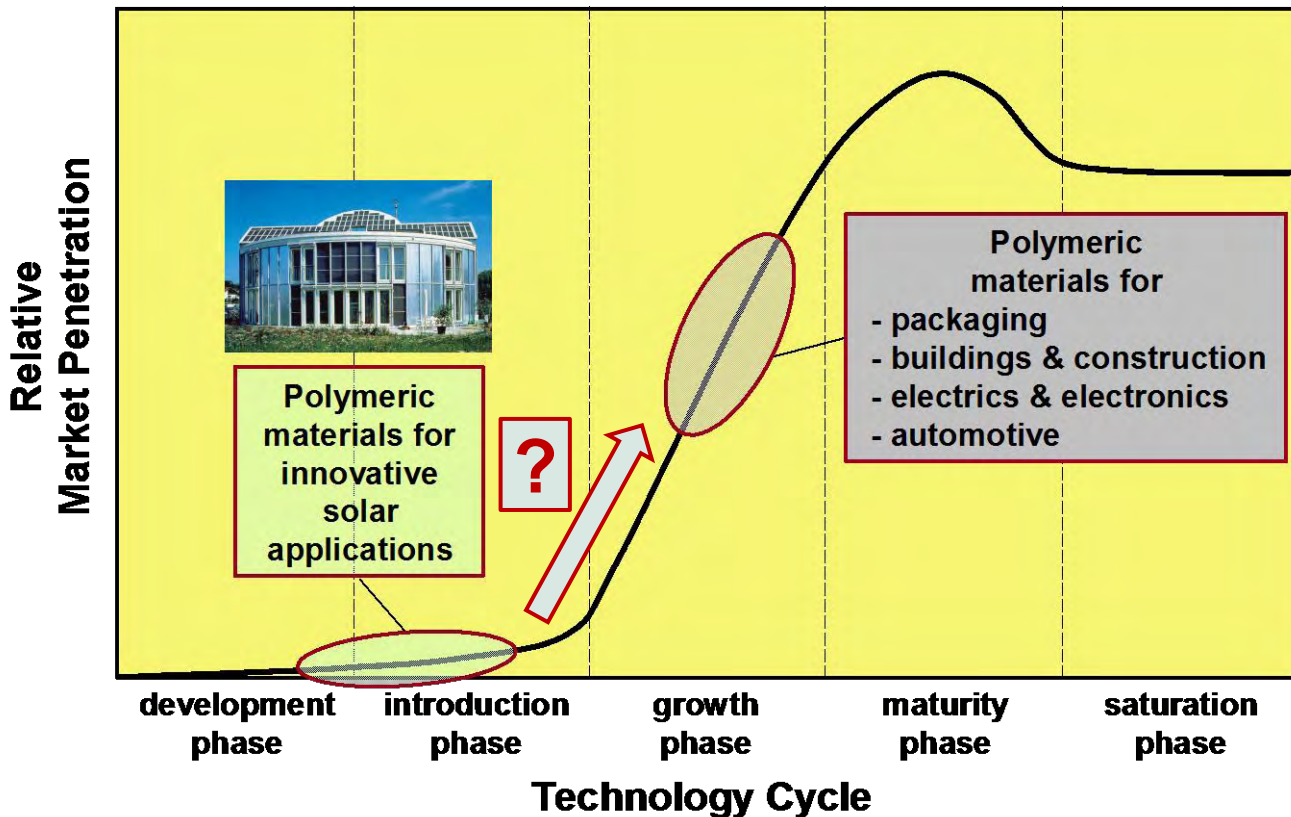 Relative
Market Penetration
Polymeric
materials for
innovative
solar
applications
?
Polymeric
materials for
- packaging
- buildings & construction
- electrics & electronics
- automotive
development
phase
introduction
phase
growth
phase
maturity
phase
saturation
phase
Technology Cycle